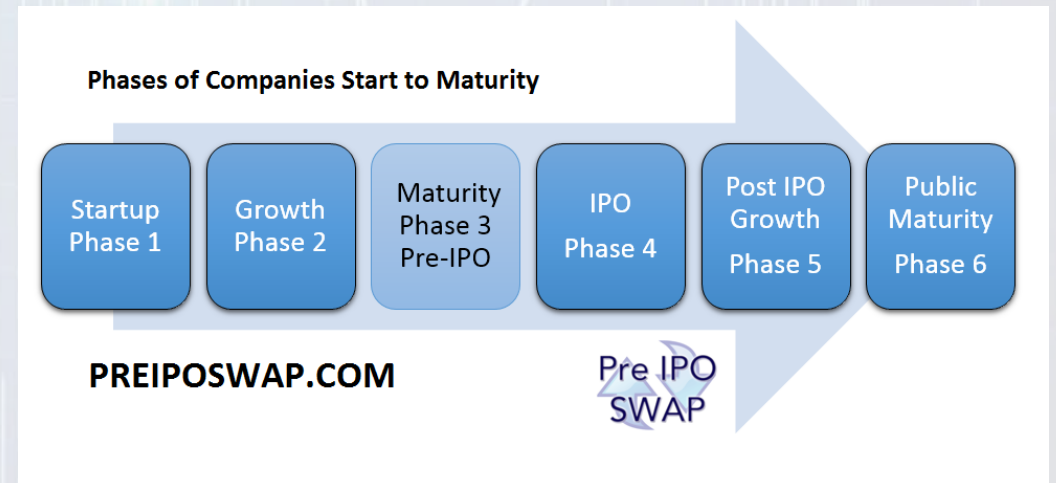 Phases of Companies Start to Maturity
Startup
Phase 1
Growth
Phase 2
Maturity
Phase 3
Pre-IPO
IPO
Phase 4
Post IPO
Growth
Phase 5
Public
Maturity
Phase 6
PREIPOSWAP.COM
Pre IPO
SWAP